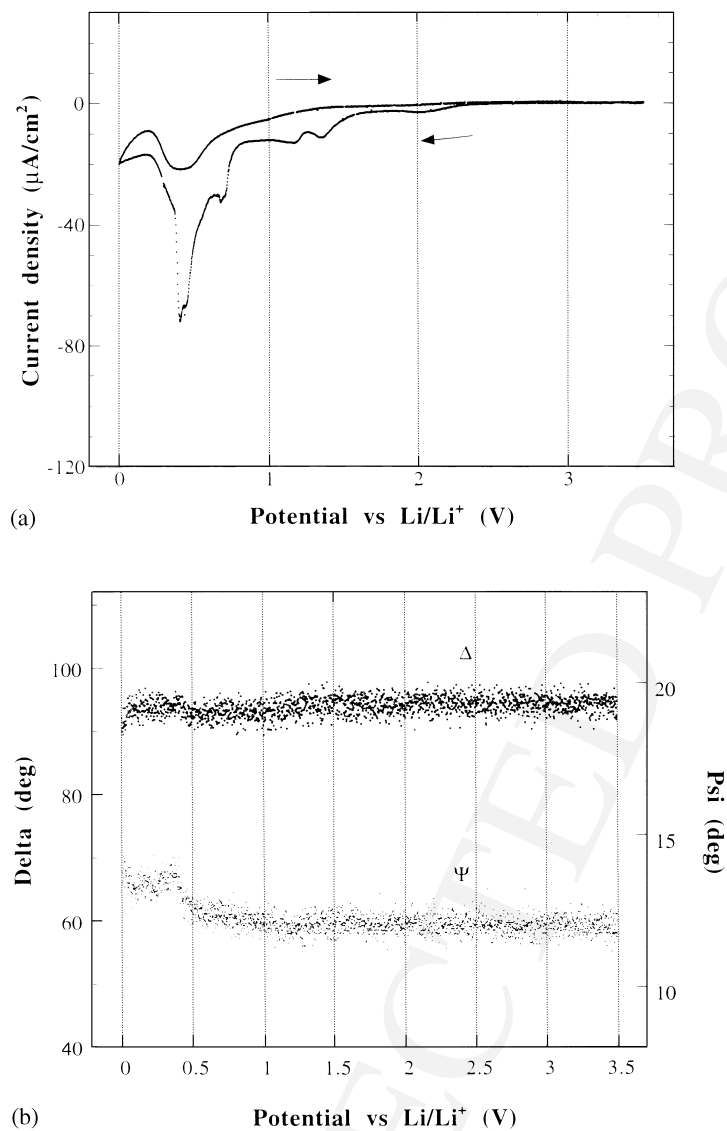 0
-40
-80
-120
0 1 2 3
Current density (μA/cm²)
(a)
Potential vs Li/Li⁺ (V)
100
80
60
40
Delta (deg)
Δ
Ψ
20
15
10
Psi (deg)
0 0.5 1 1.5 2 2.5 3 3.5
(b)
Potential vs Li/Li⁺ (V)
ECTED PRO